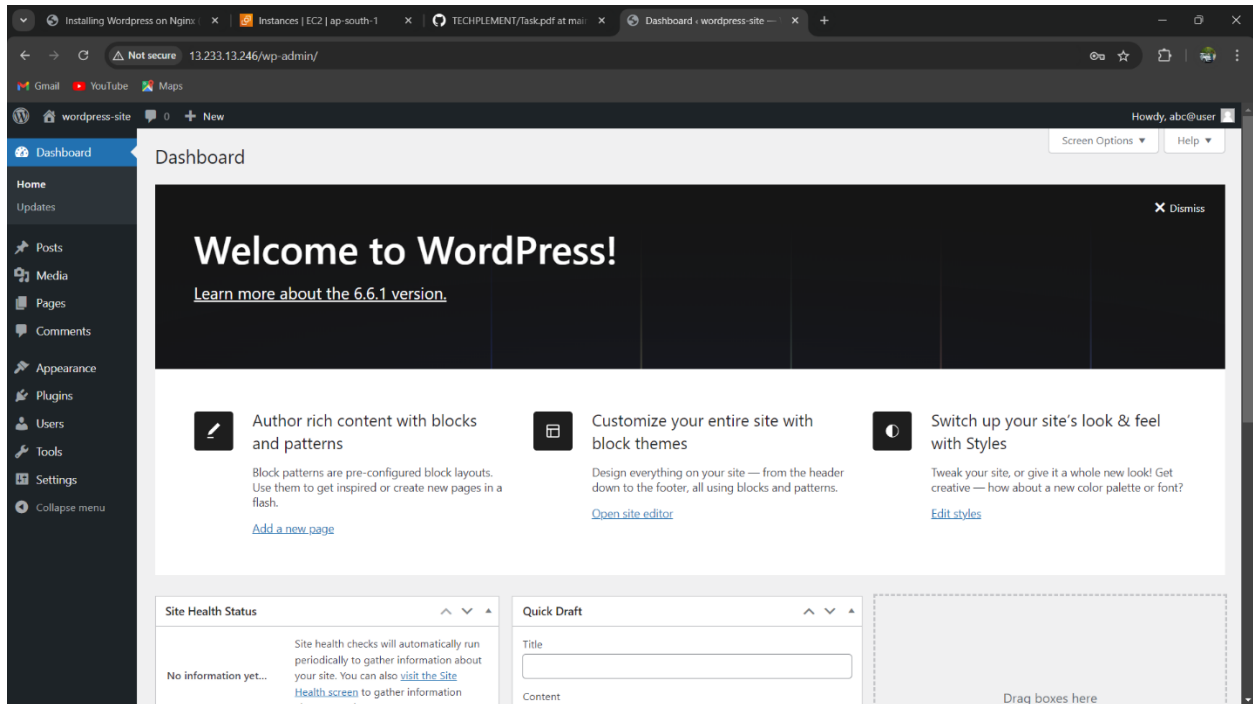 Installing Wordpress on Nginx
Instances | EC2 | ap-south-1
TECHPLEMENT/Task.pdf at main
Dashboard ‹ wordpress-site —
Not secure 13.233.13.246/wp-admin/
Gmail YouTube Maps
wordpress-site 0 + New
Howdy, abc@user
Dashboard
Home
Updates
Posts
Media
Pages
Comments
Appearance
Plugins
Users
Tools
Settings
Collapse menu
Screen Options ▼
Help ▼
Dashboard
Dismiss
Welcome to WordPress!
Learn more about the 6.6.1 version.
Author rich content with blocks
and patterns
Block patterns are pre-configured block layouts.
Use them to get inspired or create new pages in a
flash.
Add a new page
Customize your entire site with
block themes
Design everything on your site — from the header
down to the footer, all using blocks and patterns.
Open site editor
Switch up your site’s look & feel
with Styles
Tweak your site, or give it a whole new look! Get
creative — how about a new color palette or font?
Edit styles
Site Health Status
No information yet...
Site health checks will automatically run
periodically to gather information about
your site. You can also visit the Site
Health screen to gather information
Quick Draft
Title
Content
Drag boxes here